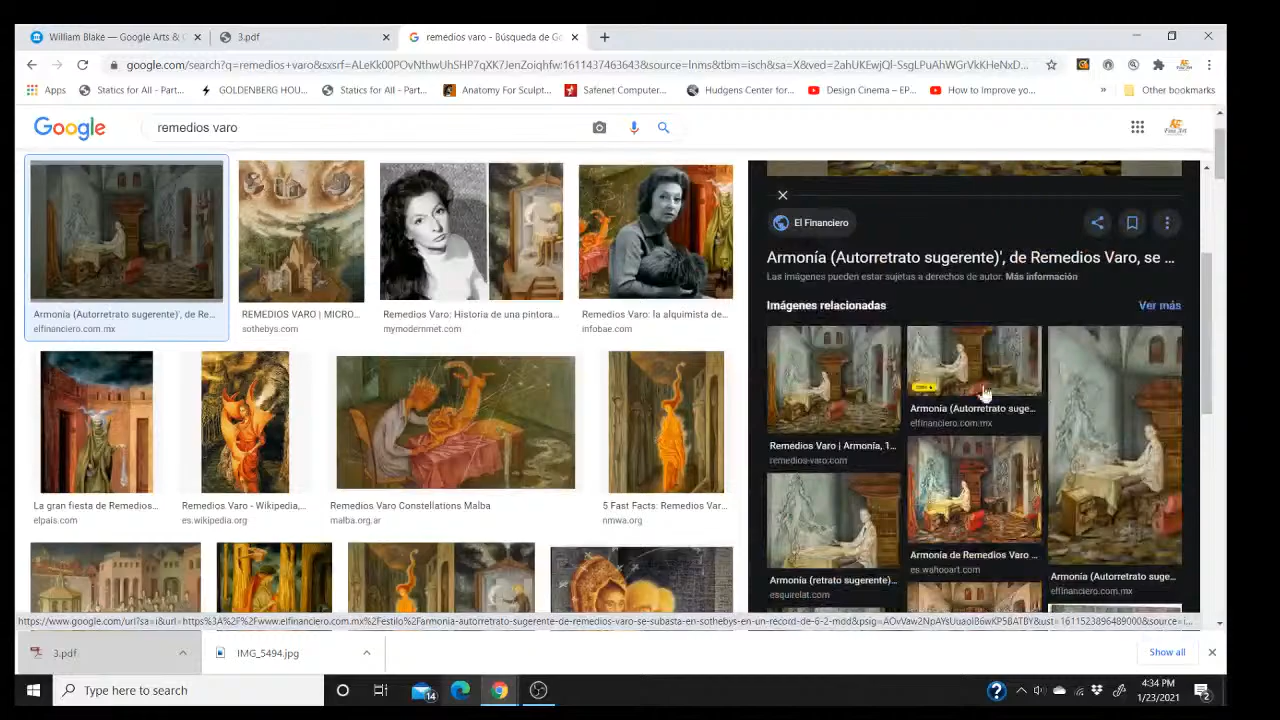 William Blake — Google Arts & C
3.pdf
remedios varo - Búsqueda de Go
google.com/search?q=remedios+varo&sxsrf=ALeKk00POvNthwUhSHP7qXK7JenZoiqhfw:1611437463643&source=lnms&tbm=isch&sa=X&ved=2ahUKEwjQl-SsgLPuAhWGrVkKHeNxD...
Apps
Statics for All - Part...
GOLDENBERG HOU...
Statics for All - Part...
Anatomy For Sculpt...
Safenet Computer...
Hudgens Center for...
Design Cinema – EP...
How to Improve yo...
»
Other bookmarks
Google
remedios varo
Armonía (Autorretrato sugerente)', de Re...
elfinanciero.com.mx
REMEDIOS VARO | MICRO...
sothebys.com
Remedios Varo: Historia de una pintora...
mymodernmet.com
Remedios Varo: la alquimista de...
infobae.com
La gran fiesta de Remedios...
elpais.com
Remedios Varo - Wikipedia,...
es.wikipedia.org
Remedios Varo Constellations Malba
malba.org.ar
5 Fast Facts: Remedios Var...
nmwa.org
El Financiero
Armonía (Autorretrato sugerente)', de Remedios Varo, se ...
Las imágenes pueden estar sujetas a derechos de autor. Más información
Imágenes relacionadas
Ver más
Remedios Varo | Armonía, 1...
remedios-varo.com
Armonía (Autorretrato suge...
elfinanciero.com.mx
Armonía (retrato sugerente)...
esquirelat.com
Armonía de Remedios Varo ...
es.wahooart.com
Armonía (Autorretrato suge...
elfinanciero.com.mx
3.pdf
IMG_5494.jpg
Show all
Type here to search
14
4:34 PM
1/23/2021
2